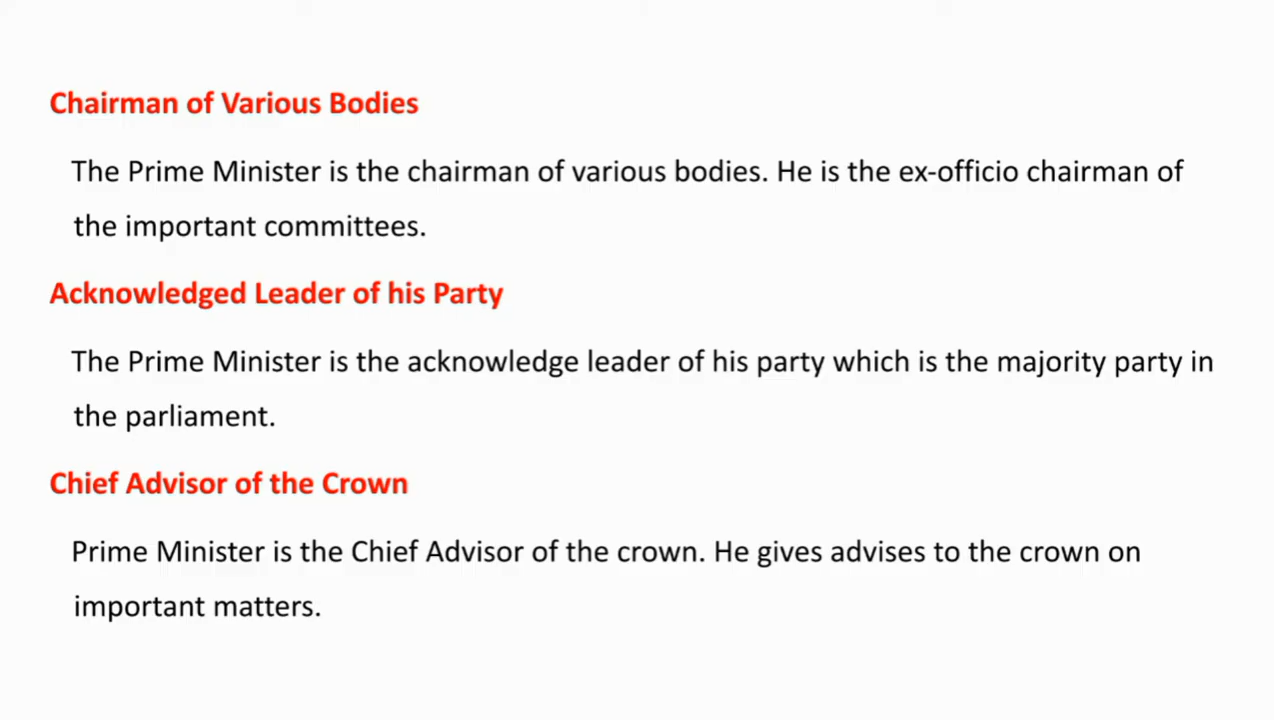 Chairman of Various Bodies
The Prime Minister is the chairman of various bodies. He is the ex-officio chairman of
the important committees.
Acknowledged Leader of his Party
The Prime Minister is the acknowledge leader of his party which is the majority party in
the parliament.
Chief Advisor of the Crown
Prime Minister is the Chief Advisor of the crown. He gives advises to the crown on
important matters.